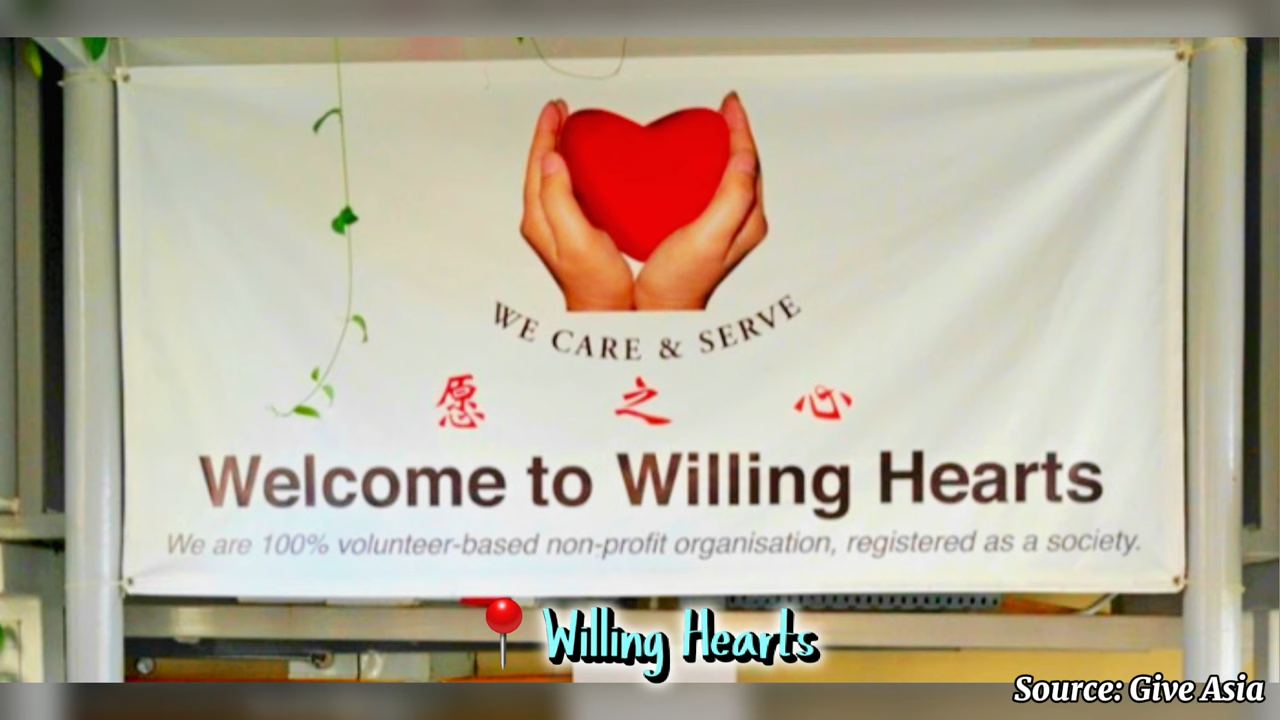 WE CARE & SERVE
愿之心
Welcome to Willing Hearts
We are 100% volunteer-based non-profit organisation, registered as a society.
Willing Hearts
Source: Give Asia